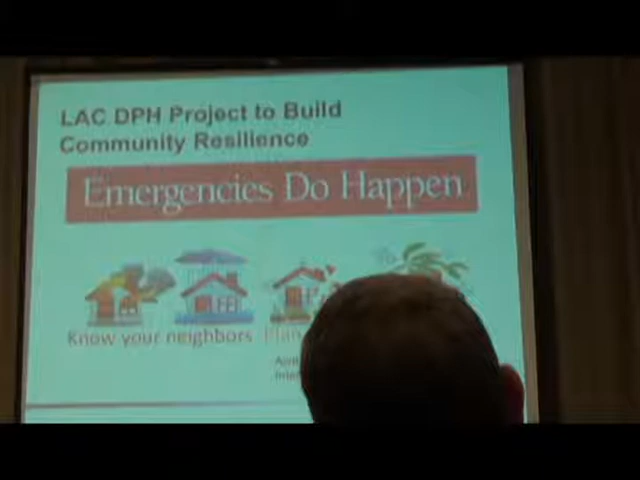 LAC DPH Project to Build
Community Resilience
Emergencies Do Happen
Know your neighbors